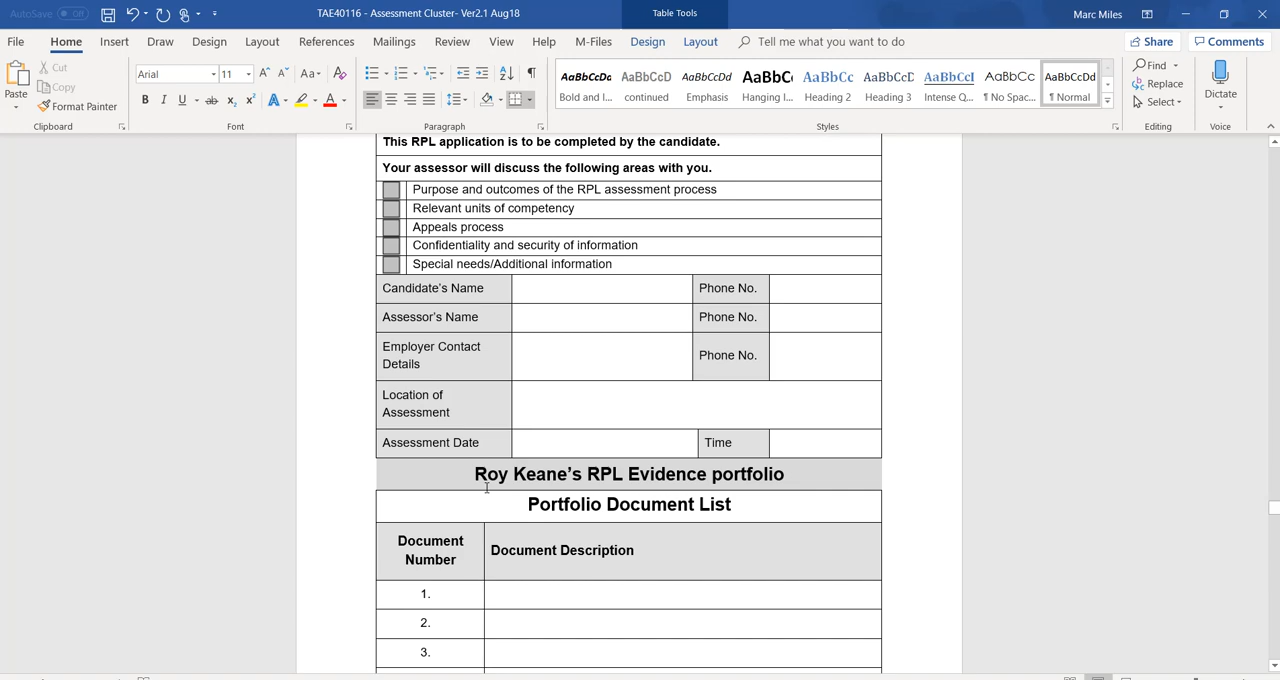 AutoSave Off
TAE40116 - Assessment Cluster- Ver2.1 Aug18
Table Tools
Marc Miles
File Home Insert Draw Design Layout References Mailings Review View Help M-Files Design Layout Tell me what you want to do Share Comments
Paste
Cut
Copy
Format Painter
Clipboard
Arial 11
Font
Paragraph
AaBbCcDc AaBbCcD AaBbCcDd AaBbC AaBbCc AaBbCcD AaBbCcI AaBbCc AaBbCcDd
Bold and I... continued Emphasis Hanging I... Heading 2 Heading 3 Intense Q... ¶ No Spac... ¶ Normal
Styles
Find
Replace
Select
Editing
Dictate
Voice
This RPL application is to be completed by the candidate.
Your assessor will discuss the following areas with you.
Purpose and outcomes of the RPL assessment process
Relevant units of competency
Appeals process
Confidentiality and security of information
Special needs/Additional information
Candidate's Name Phone No.
Assessor's Name Phone No.
Employer Contact
Details
Phone No.
Location of
Assessment
Assessment Date Time
Roy Keane's RPL Evidence portfolio
Portfolio Document List
Document
Number
Document Description
1.
2.
3.